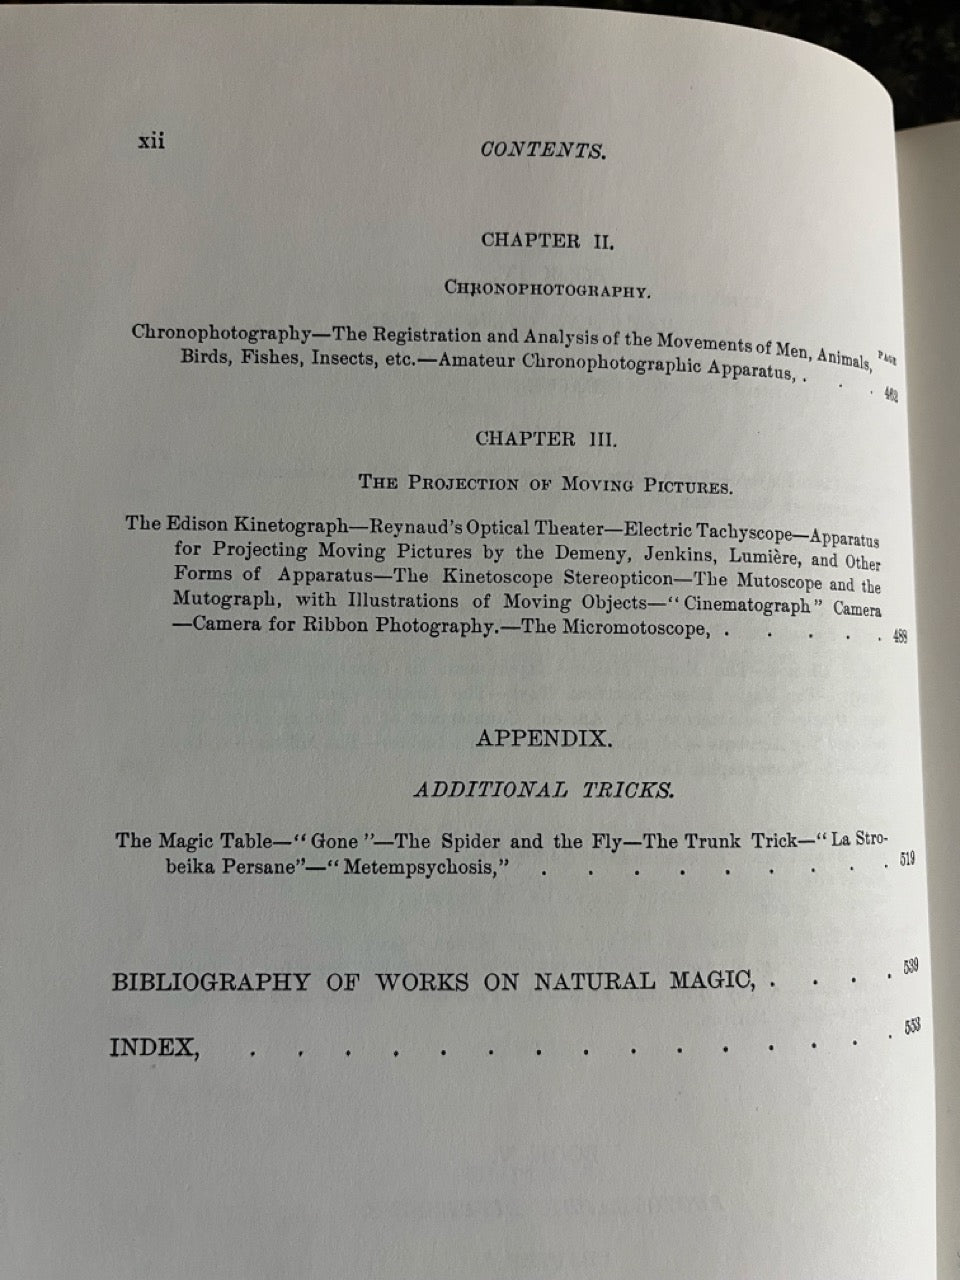 xii
CONTENTS.
CHAPTER II.
CHRONOPHOTOGRAPHY.
PAGE
Chronophotography—The Registration and Analysis of the Movements of Men, Animals,
Birds, Fishes, Insects, etc.—Amateur Chronophotographic Apparatus, . . . 462
CHAPTER III.
THE PROJECTION OF MOVING PICTURES.
The Edison Kinetograph—Reynaud's Optical Theater—Electric Tachyscope—Apparatus
for Projecting Moving Pictures by the Demeny, Jenkins, Lumière, and Other
Forms of Apparatus—The Kinetoscope Stereopticon—The Mutoscope and the
Mutograph, with Illustrations of Moving Objects—“Cinematograph” Camera
—Camera for Ribbon Photography.—The Micromotoscope, . . . . . 488
APPENDIX.
ADDITIONAL TRICKS.
The Magic Table—“Gone”—The Spider and the Fly—The Trunk Trick—“La Stro-
beika Persane”—“Metempsychosis,” . . . . . . . . . 519
BIBLIOGRAPHY OF WORKS ON NATURAL MAGIC, . . . . 539
INDEX, . . . . . . . . . . . . . . . 553